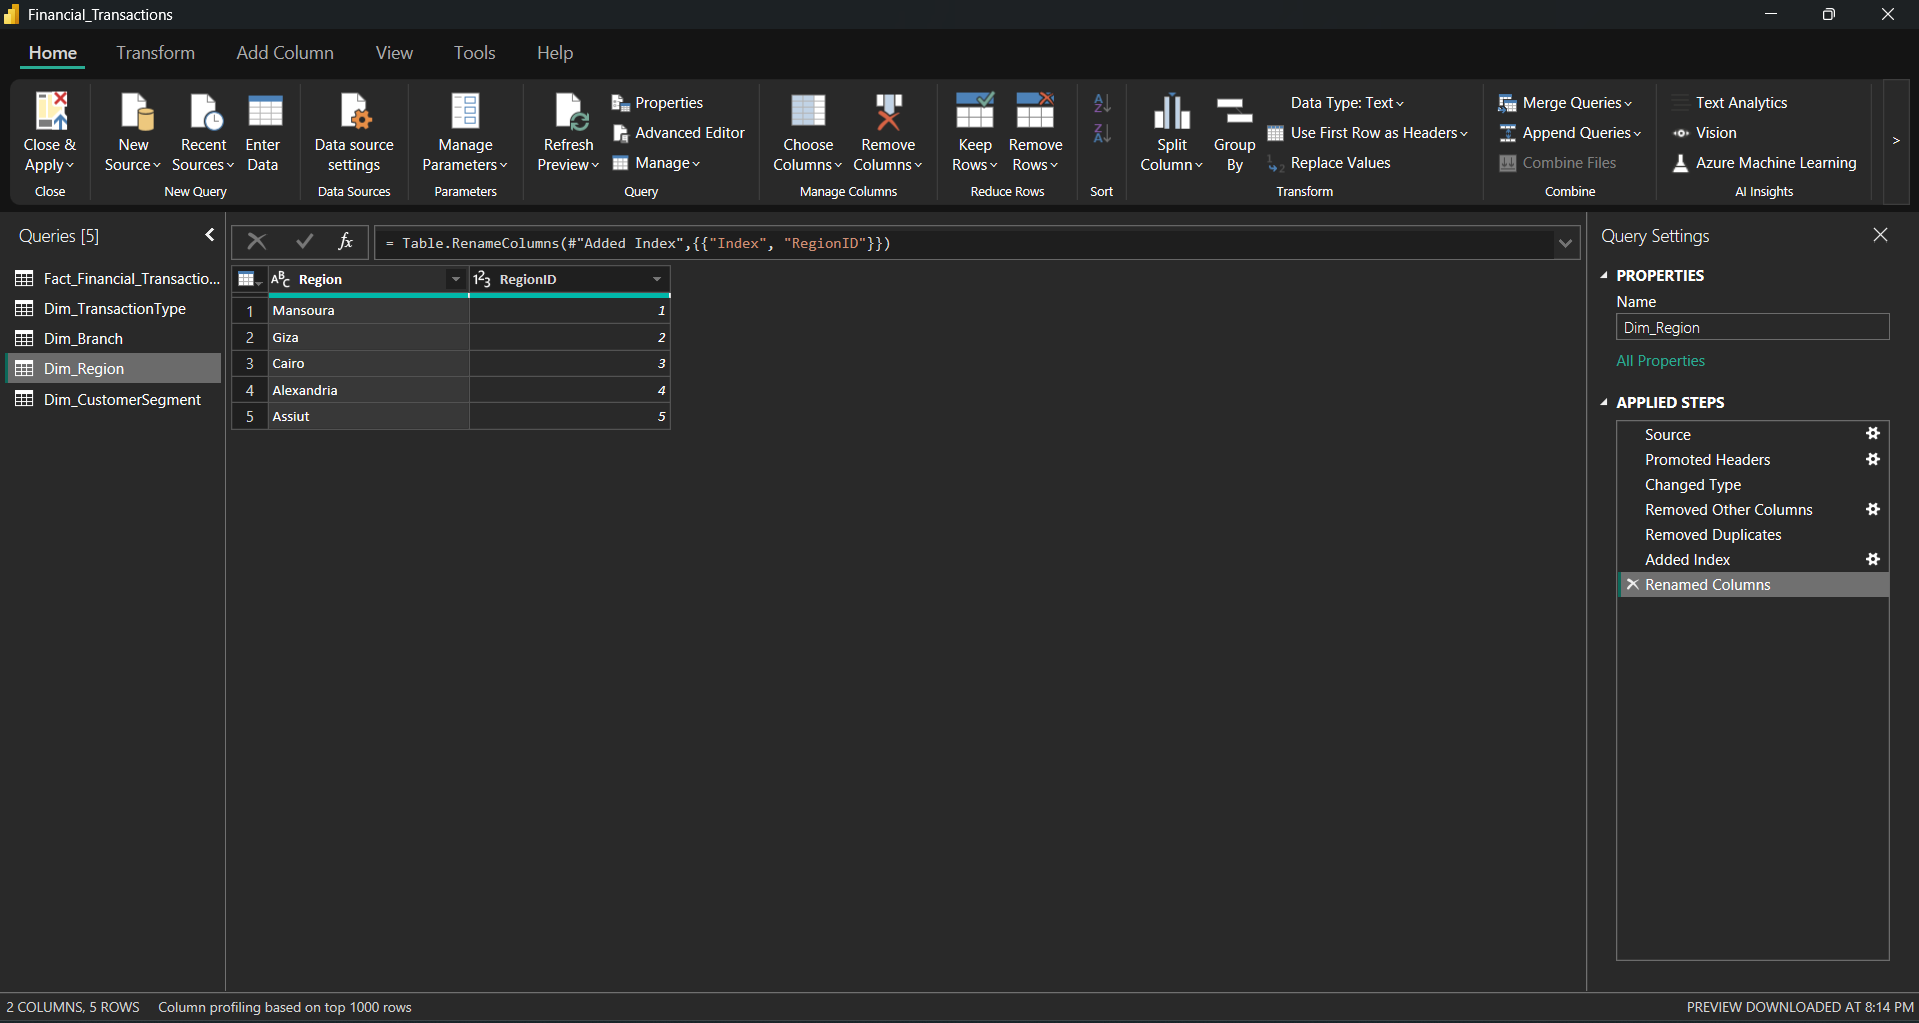 Financial_Transactions
Home Transform Add Column View Tools Help
Close & Apply
Close
New Source
Recent Sources
Enter Data
New Query
Data source settings
Data Sources
Manage Parameters
Parameters
Refresh Preview
Properties
Advanced Editor
Manage
Query
Choose Columns
Remove Columns
Manage Columns
Keep Rows
Remove Rows
Reduce Rows
Sort
Split Column
Group By
Data Type: Text
Use First Row as Headers
Replace Values
Transform
Merge Queries
Append Queries
Combine Files
Combine
Text Analytics
Vision
Azure Machine Learning
AI Insights
Queries [5]
Fact_Financial_Transactio...
Dim_TransactionType
Dim_Branch
Dim_Region
Dim_CustomerSegment
fx = Table.RenameColumns(#"Added Index",{{"Index", "RegionID"}})
ABC Region 123 RegionID
1 Mansoura 1
2 Giza 2
3 Cairo 3
4 Alexandria 4
5 Assiut 5
Query Settings
PROPERTIES
Name
Dim_Region
All Properties
APPLIED STEPS
Source
Promoted Headers
Changed Type
Removed Other Columns
Removed Duplicates
Added Index
Renamed Columns
2 COLUMNS, 5 ROWS Column profiling based on top 1000 rows
PREVIEW DOWNLOADED AT 8:14 PM